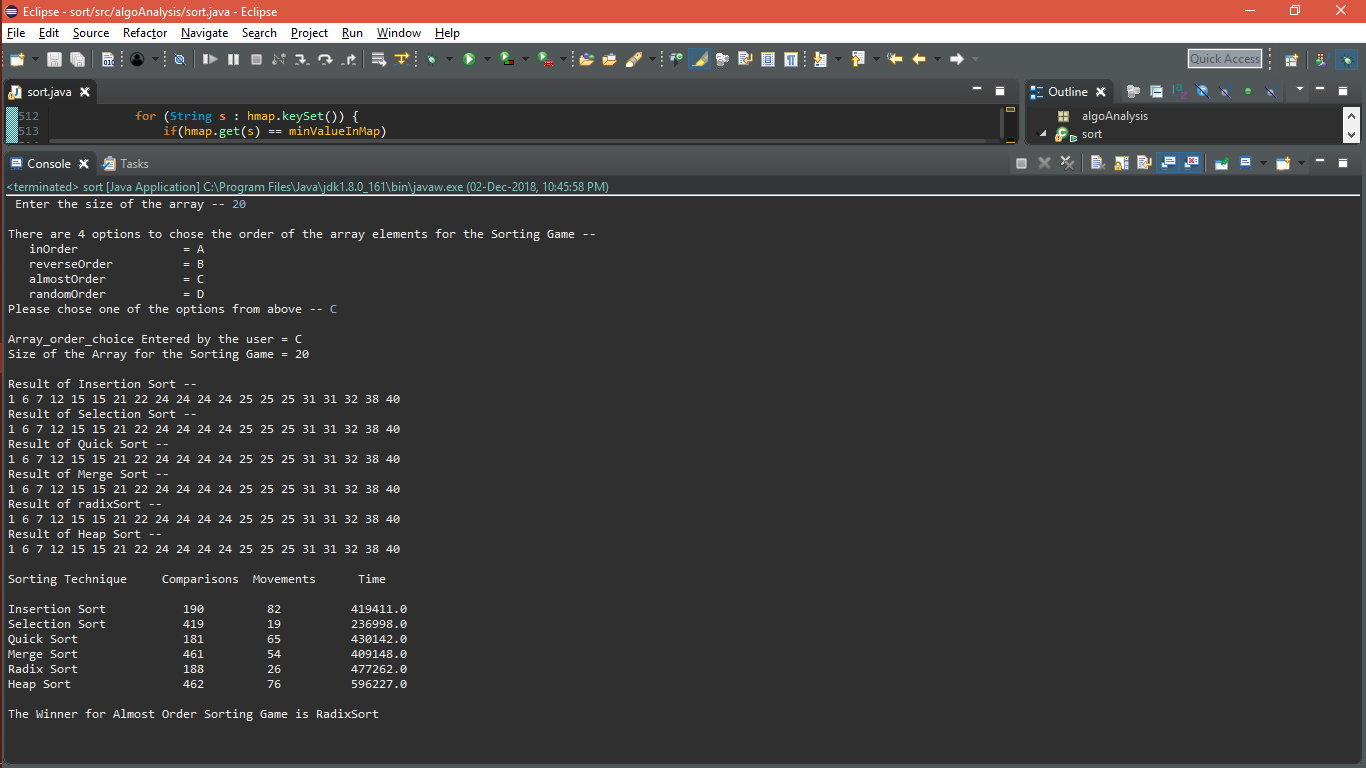 Eclipse - sort/src/algoAnalysis/sort.java - Eclipse
File Edit Source Refactor Navigate Search Project Run Window Help
Quick Access
sort.java
Outline
512 for (String s : hmap.keySet()) {
513 if(hmap.get(s) == minValueInMap)
algoAnalysis
sort
Console Tasks
<terminated> sort [Java Application] C:\Program Files\Java\jdk1.8.0_161\bin\javaw.exe (02-Dec-2018, 10:45:58 PM)
Enter the size of the array -- 20
There are 4 options to chose the order of the array elements for the Sorting Game --
inOrder = A
reverseOrder = B
almostOrder = C
randomOrder = D
Please chose one of the options from above -- C
Array_order_choice Entered by the user = C
Size of the Array for the Sorting Game = 20
Result of Insertion Sort --
1 6 7 12 15 15 21 22 24 24 24 24 25 25 25 31 31 32 38 40
Result of Selection Sort --
1 6 7 12 15 15 21 22 24 24 24 24 25 25 25 31 31 32 38 40
Result of Quick Sort --
1 6 7 12 15 15 21 22 24 24 24 24 25 25 25 31 31 32 38 40
Result of Merge Sort --
1 6 7 12 15 15 21 22 24 24 24 24 25 25 25 31 31 32 38 40
Result of radixSort --
1 6 7 12 15 15 21 22 24 24 24 24 25 25 25 31 31 32 38 40
Result of Heap Sort --
1 6 7 12 15 15 21 22 24 24 24 24 25 25 25 31 31 32 38 40
Sorting Technique Comparisons Movements Time
Insertion Sort 190 82 419411.0
Selection Sort 419 19 236998.0
Quick Sort 181 65 430142.0
Merge Sort 461 54 409148.0
Radix Sort 188 26 477262.0
Heap Sort 462 76 596227.0
The Winner for Almost Order Sorting Game is RadixSort